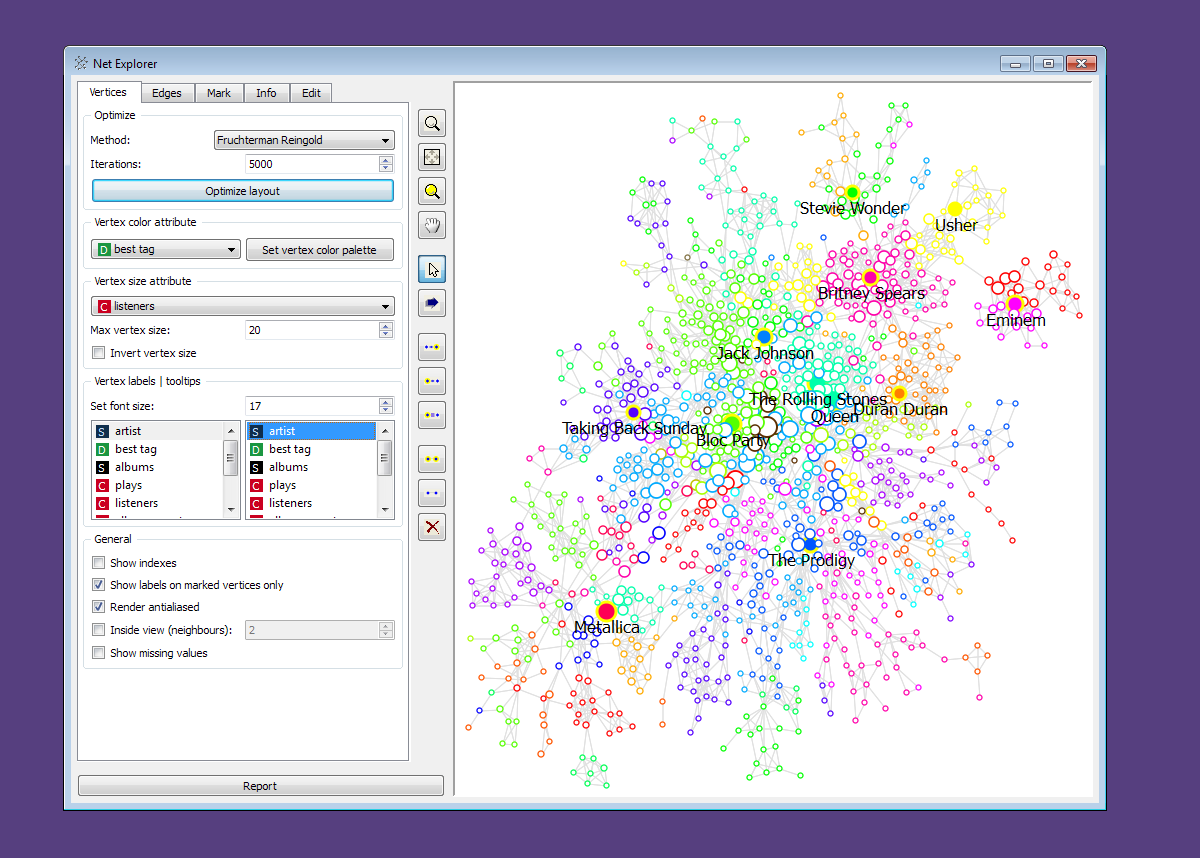 Net Explorer
Vertices Edges Mark Info Edit
Optimize
Method: Fruchterman Reingold
Iterations: 5000
Optimize layout
Vertex color attribute
D best tag Set vertex color palette
Vertex size attribute
C listeners
Max vertex size: 20
Invert vertex size
Vertex labels | tooltips
Set font size: 17
S artist S artist
D best tag D best tag
S albums S albums
C plays C plays
C listeners C listeners
General
Show indexes
Show labels on marked vertices only
Render antialiased
Inside view (neighbours): 2
Show missing values
Report
Stevie Wonder
Usher
Britney Spears
Eminem
Jack Johnson
The Rolling Stones
Duran Duran
Queen
Taking Back Sunday
Bloc Party
The Prodigy
Metallica